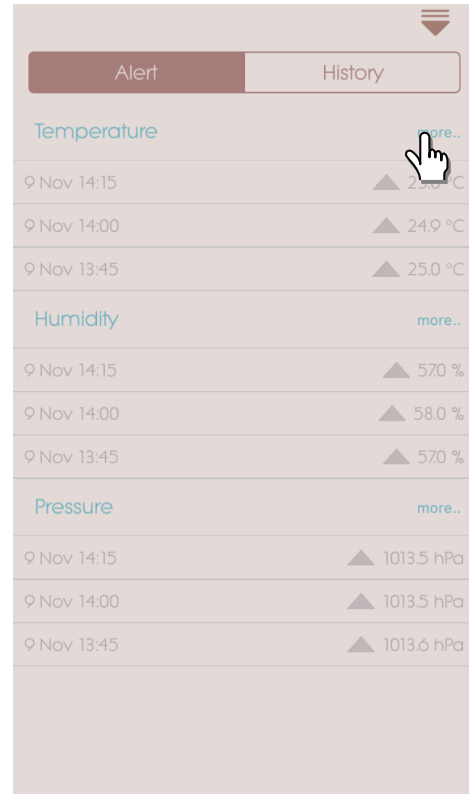 Alert History
Temperature more..
9 Nov 14:15 °C
9 Nov 14:00 24.9 °C
9 Nov 13:45 25.0 °C
Humidity more..
9 Nov 14:15 57.0 %
9 Nov 14:00 58.0 %
9 Nov 13:45 57.0 %
Pressure more..
9 Nov 14:15 1013.5 hPa
9 Nov 14:00 1013.5 hPa
9 Nov 13:45 1013.6 hPa